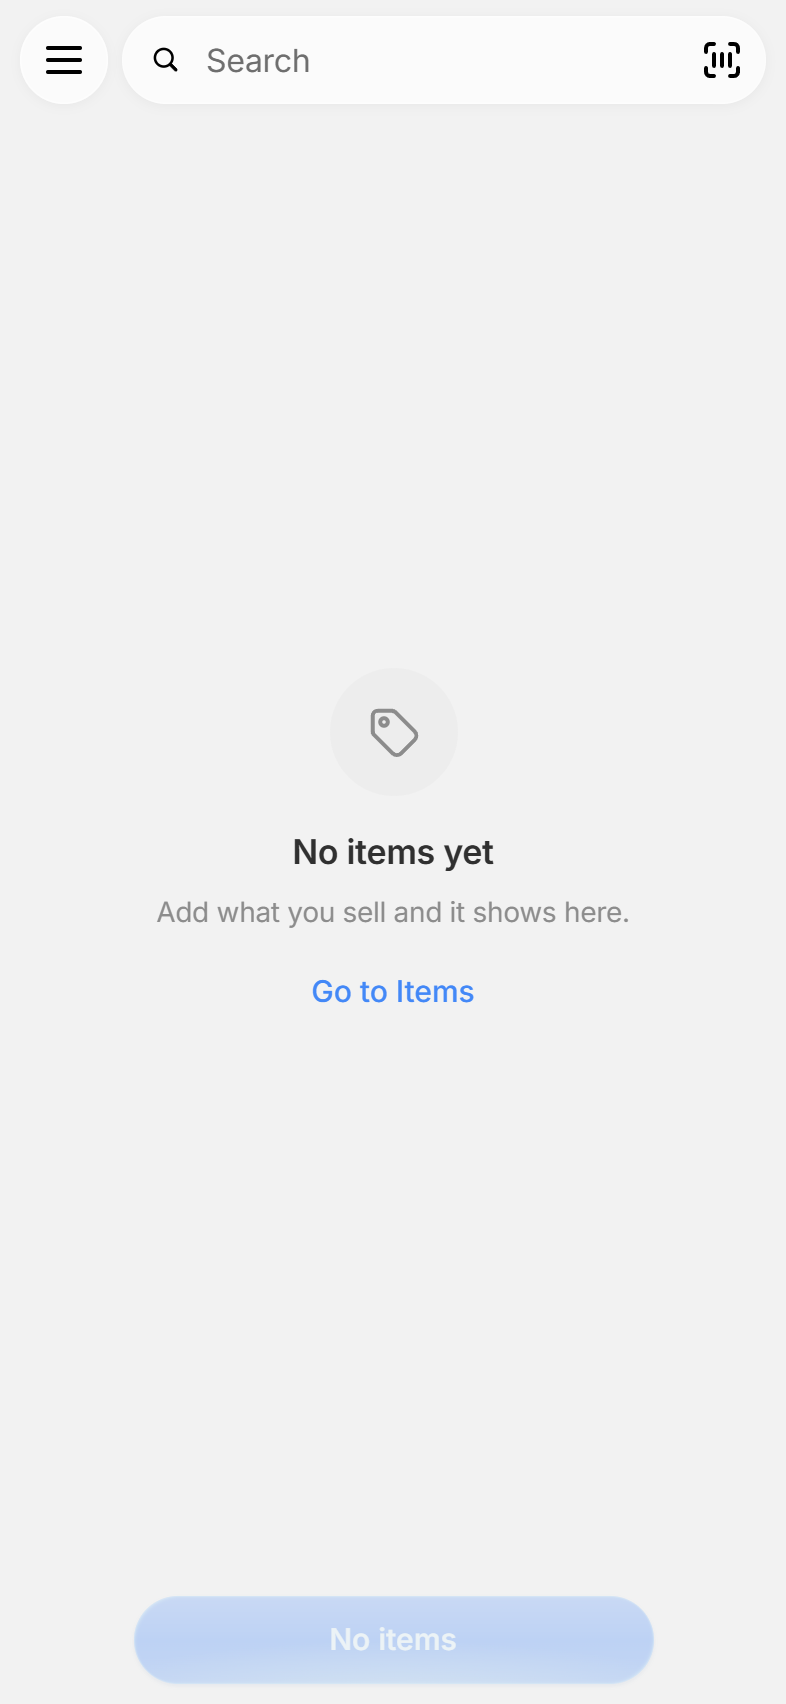 Search
No items yet
Add what you sell and it shows here.
Go to Items
No items